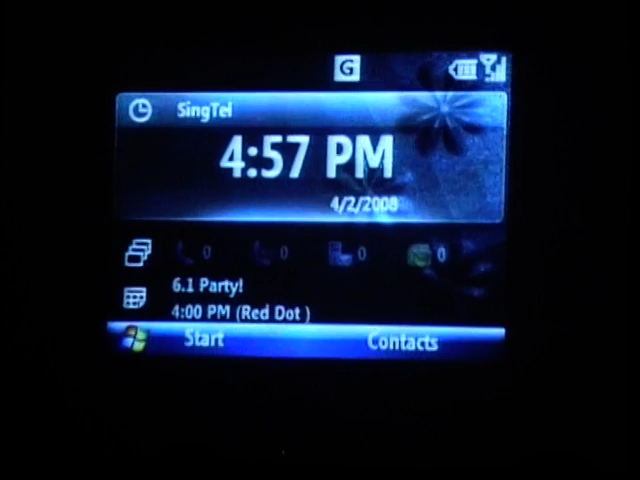 G
SingTel
4:57 PM
4/2/2008
0 0 0 0
6.1 Party!
4:00 PM (Red Dot )
Start Contacts